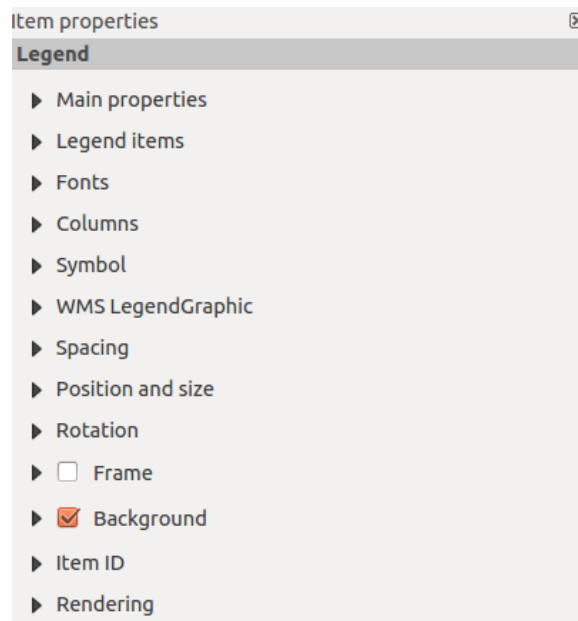 Item properties
Legend
Main properties
Legend items
Fonts
Columns
Symbol
WMS LegendGraphic
Spacing
Position and size
Rotation
Frame
Background
Item ID
Rendering